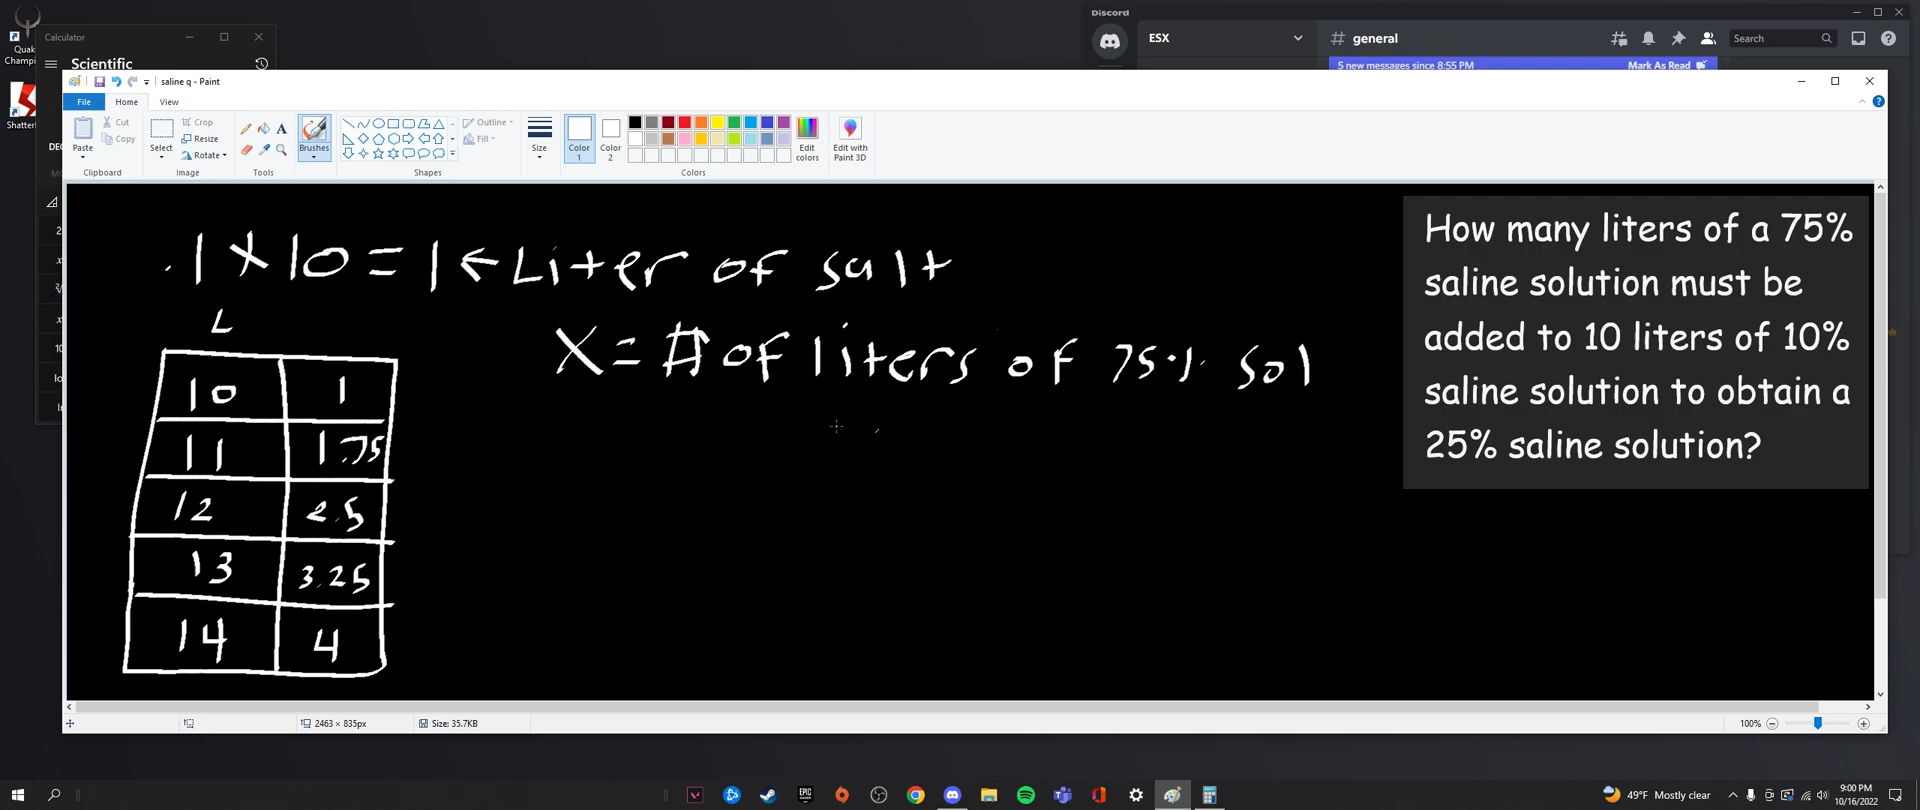 Quak
Champi
Shatterl
Calculator
Scientific
Discord
ESX
# general
Search
5 new messages since 8:55 PM
Mark As Read
saline q - Paint
File
Home
View
Paste
Cut
Copy
Clipboard
Select
Crop
Resize
Rotate
Image
Tools
Brushes
Outline
Fill
Shapes
Size
Color 1
Color 2
Edit colors
Colors
Edit with Paint 3D
.1 x 10 = 1 ← Liter of salt
X = # of liters of 75% sol
L
10 1
11 1.75
12 2.5
13 3.25
14 4
How many liters of a 75%
saline solution must be
added to 10 liters of 10%
saline solution to obtain a
25% saline solution?
2463 × 835px
Size: 35.7KB
100%
EPIC GAMES
49°F Mostly clear
9:00 PM
10/16/2022